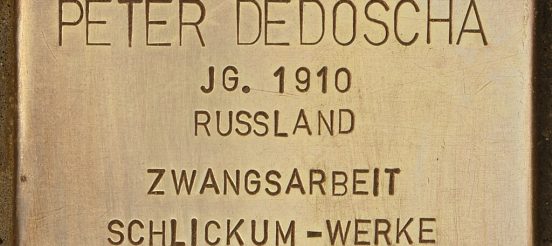 PETER DEDOSCHA
JG. 1910
RUSSLAND
ZWANGSARBEIT
SCHLICKUM-WERKE